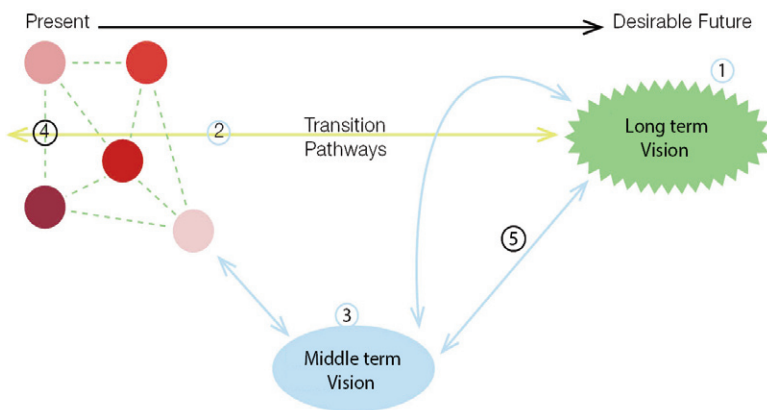 Present
Desirable Future
1
4
2
Transition
Pathways
Long term
Vision
5
3
Middle term
Vision